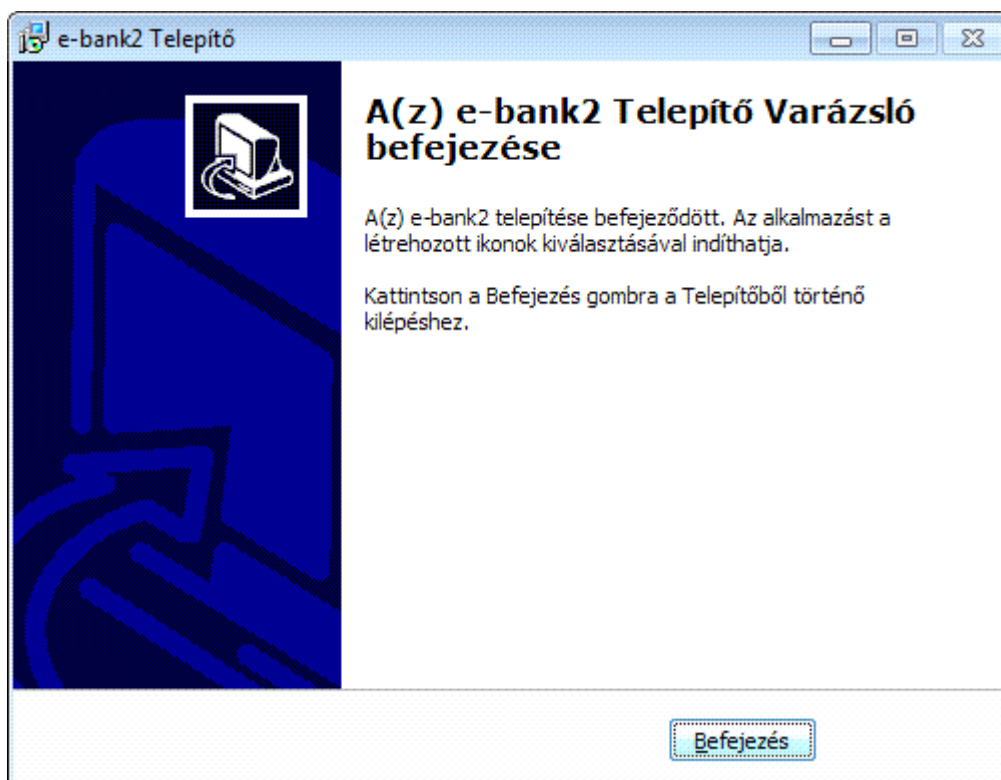 e-bank2 Telepítő
A(z) e-bank2 Telepítő Varázsló
befejezése
A(z) e-bank2 telepítése befejeződött. Az alkalmazást a
létrehozott ikonok kiválasztásával indíthatja.
Kattintson a Befejezés gombra a Telepítőből történő
kilépéshez.
Befejezés